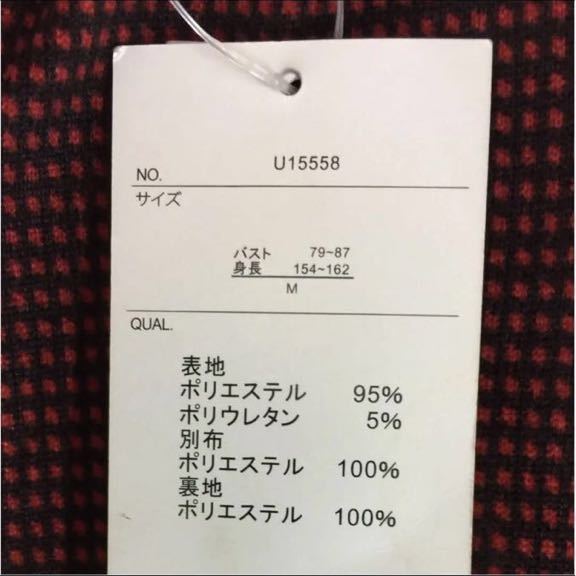 NO. U15558
サイズ
バスト 79~87
身長 154~162
M
QUAL.
表地
ポリエステル 95%
ポリウレタン 5%
別布
ポリエステル 100%
裏地
ポリエステル 100%